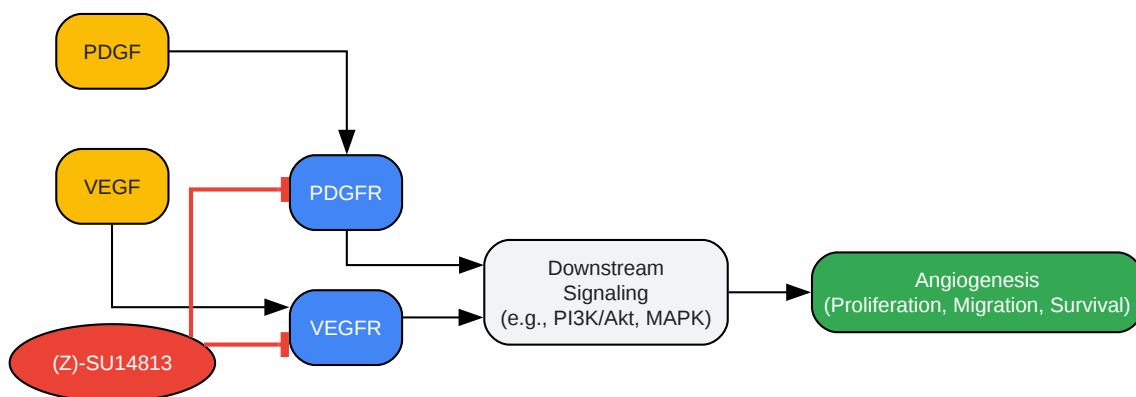 PDGF
VEGF
PDGFR
Downstream
Signaling
(e.g., PI3K/Akt, MAPK)
Angiogenesis
(Proliferation, Migration, Survival)
VEGFR
(Z)-SU14813